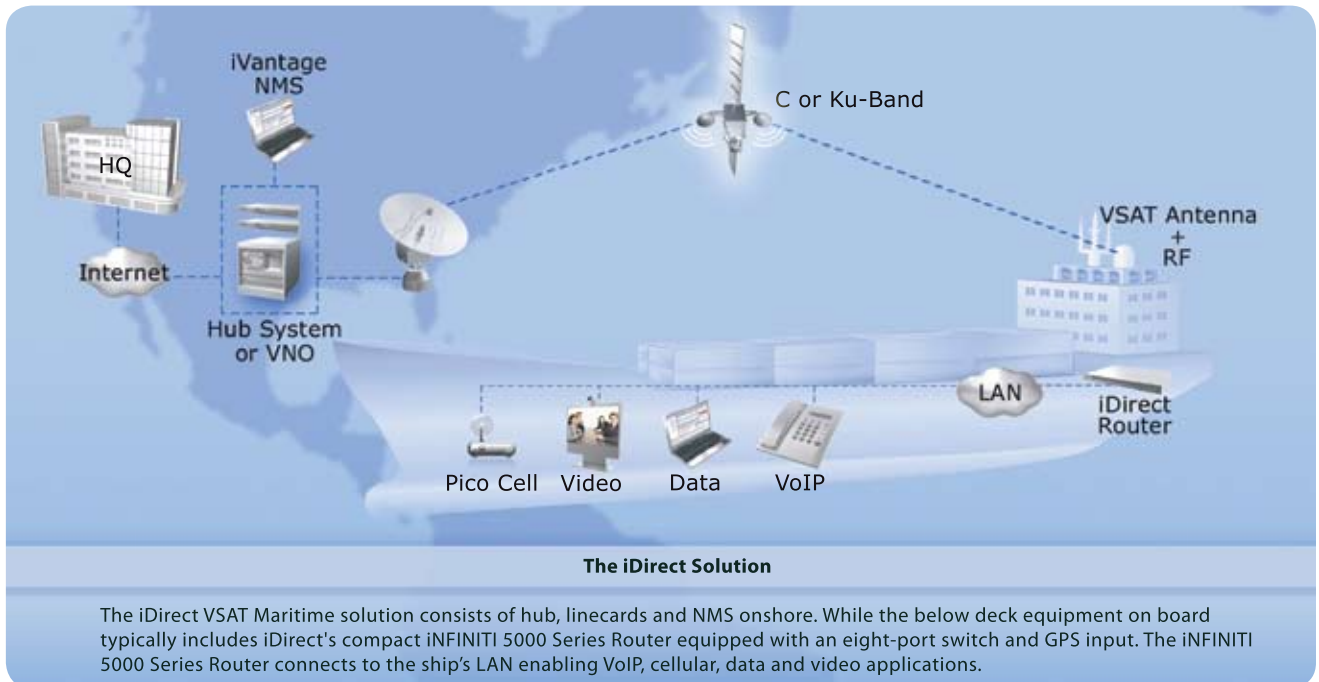 iVantage
NMS
C or Ku-Band
HQ
VSAT Antenna
+
RF
Internet
Hub System
or VNO
LAN
iDirect
Router
Pico Cell
Video
Data
VoIP
The iDirect Solution
The iDirect VSAT Maritime solution consists of hub, linecards and NMS onshore. While the below deck equipment on board
typically includes iDirect's compact iNFINITI 5000 Series Router equipped with an eight-port switch and GPS input. The iNFINITI
5000 Series Router connects to the ship's LAN enabling VoIP, cellular, data and video applications.